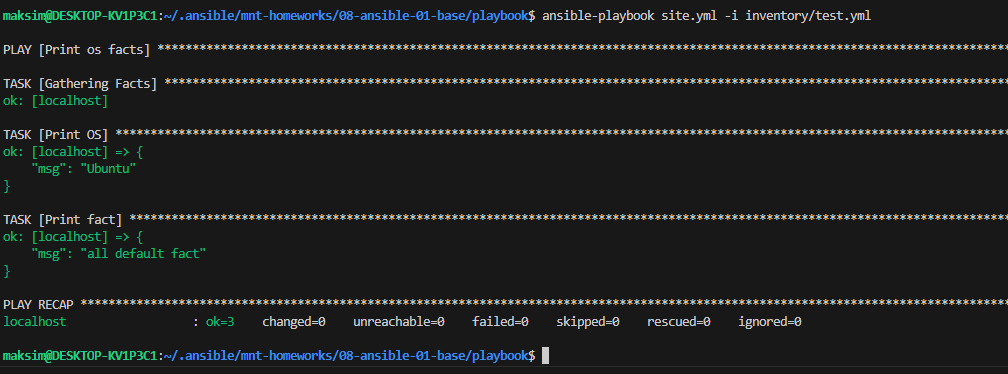 maksim@DESKTOP-KV1P3C1:~/.ansible/mnt-homeworks/08-ansible-01-base/playbook$ ansible-playbook site.yml -i inventory/test.yml
PLAY [Print os facts] ****************************************************************************************************************************
TASK [Gathering Facts] ***************************************************************************************************************************
ok: [localhost]
TASK [Print OS] **********************************************************************************************************************************
ok: [localhost] => {
    "msg": "Ubuntu"
}
TASK [Print fact] ********************************************************************************************************************************
ok: [localhost] => {
    "msg": "all default fact"
}
PLAY RECAP ***************************************************************************************************************************************
localhost                  : ok=3    changed=0    unreachable=0    failed=0    skipped=0    rescued=0    ignored=0
maksim@DESKTOP-KV1P3C1:~/.ansible/mnt-homeworks/08-ansible-01-base/playbook$